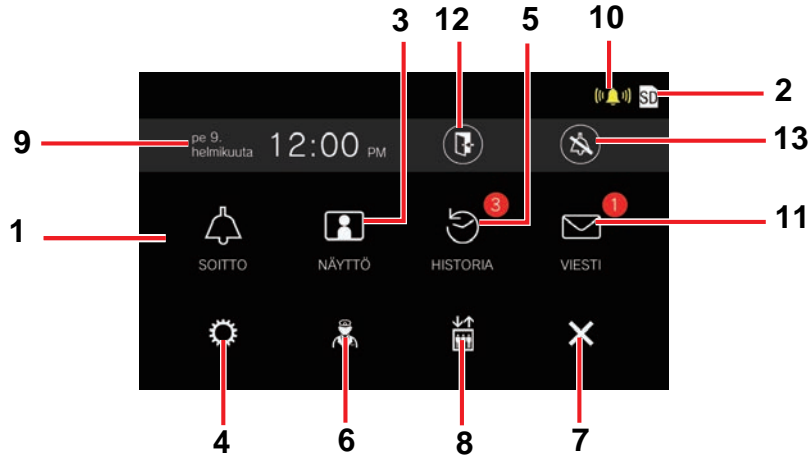 3 12 5 10
SD 2
9 pe 9. 12:00 PM 13
helmikuuta
3 1
1 11
SOITTO NÄYTTÖ HISTORIA VIESTI
4 6 8 7